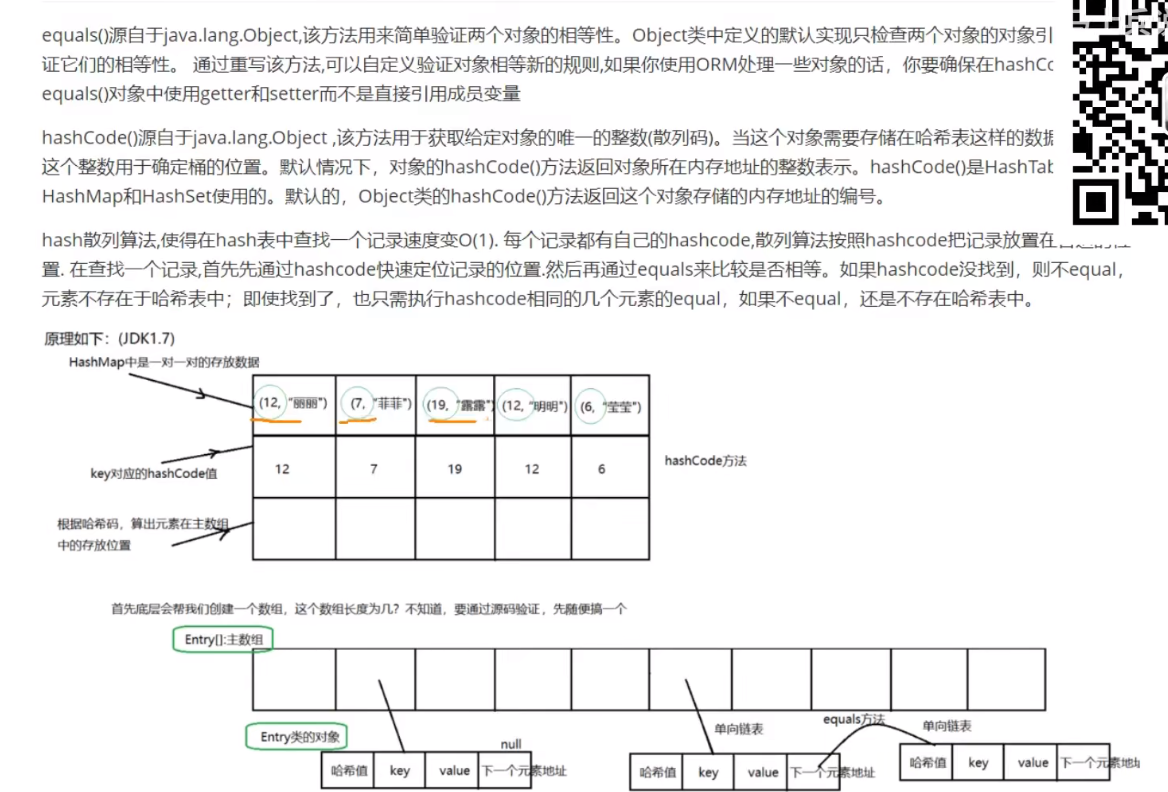 equals()源自于java.lang.Object,该方法用来简单验证两个对象的相等性。Object类中定义的默认实现只检查两个对象的对象引
证它们的相等性。 通过重写该方法,可以自定义验证对象相等新的规则,如果你使用ORM处理一些对象的话，你要确保在hashCo
equals()对象中使用getter和setter而不是直接引用成员变量
hashCode()源自于java.lang.Object ,该方法用于获取给定对象的唯一的整数(散列码)。当这个对象需要存储在哈希表这样的数据
这个整数用于确定桶的位置。默认情况下，对象的hashCode()方法返回对象所在内存地址的整数表示。hashCode()是HashTab
HashMap和HashSet使用的。默认的，Object类的hashCode()方法返回这个对象存储的内存地址的编号。
hash散列算法,使得在hash表中查找一个记录速度变O(1). 每个记录都有自己的hashcode,散列算法按照hashcode把记录放置在
置. 在查找一个记录,首先先通过hashcode快速定位记录的位置.然后再通过equals来比较是否相等。如果hashcode没找到，则不equal，
元素不存在于哈希表中；即使找到了，也只需执行hashcode相同的几个元素的equal，如果不equal，还是不存在哈希表中。
原理如下：(JDK1.7)
HashMap中是一对一对的存放数据
(12, "丽丽") (7, "菲菲") (19, "露露") (12, "明明") (6, "莹莹")
key对应的hashCode值 12 7 19 12 6 hashCode方法
根据哈希码，算出元素在主数组
中的存放位置
首先底层会帮我们创建一个数组，这个数组长度为几？不知道，要通过源码验证，先随便搞一个
Entry[]:主数组
单向链表 equals方法 单向链表
Entry类的对象 null
哈希值 key value 下一个元素地址
哈希值 key value 下一个元素地址
哈希值 key value 下一个元素地址